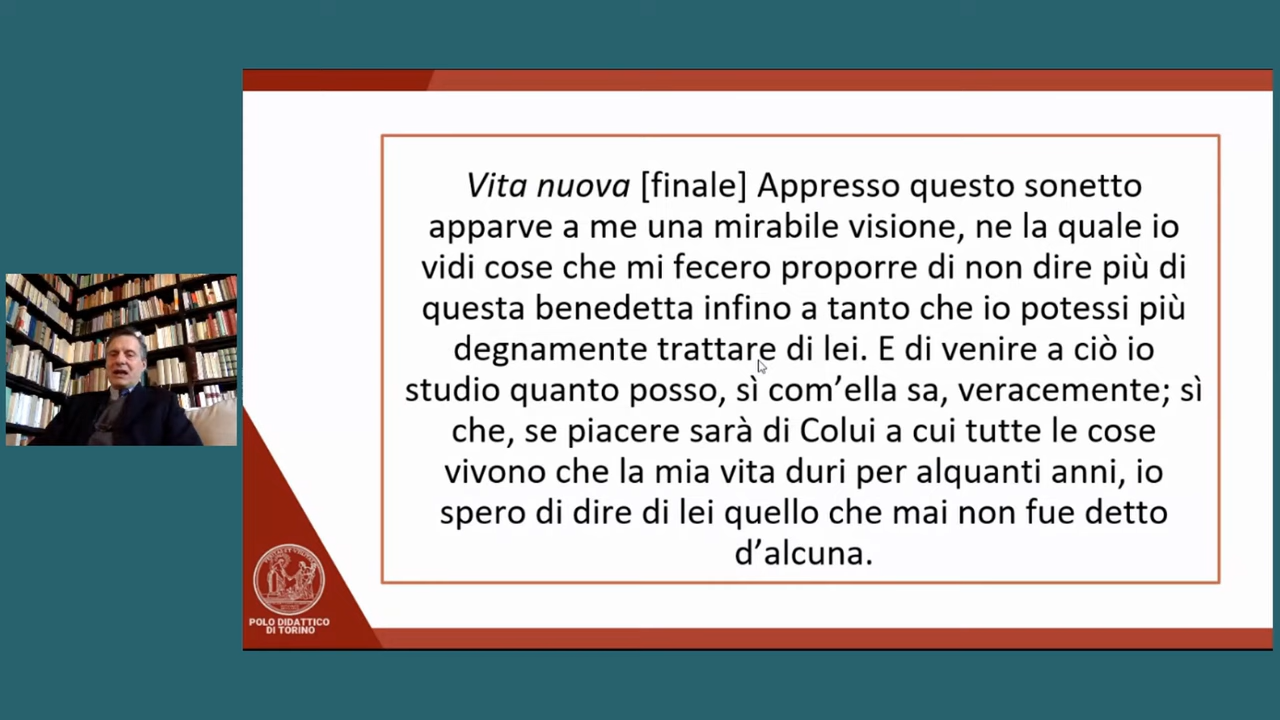 Vita nuova [finale] Appresso questo sonetto
apparve a me una mirabile visione, ne la quale io
vidi cose che mi fecero proporre di non dire più di
questa benedetta infino a tanto che io potessi più
degnamente trattare di lei. E di venire a ciò io
studio quanto posso, sì com'ella sa, veracemente; sì
che, se piacere sarà di Colui a cui tutte le cose
vivono che la mia vita duri per alquanti anni, io
spero di dire di lei quello che mai non fue detto
d'alcuna.
POLO DIDATTICO
DI TORINO